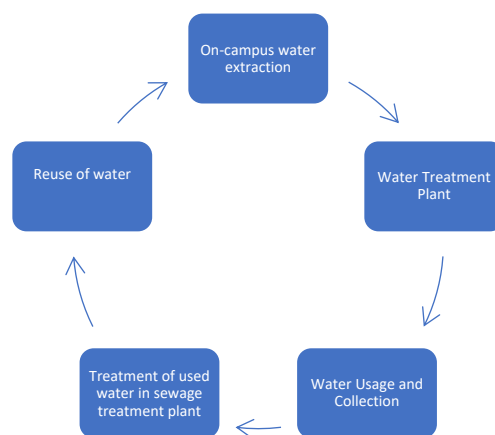 On-campus water
extraction
Water Treatment
Plant
Water Usage and
Collection
Treatment of used
water in sewage
treatment plant
Reuse of water